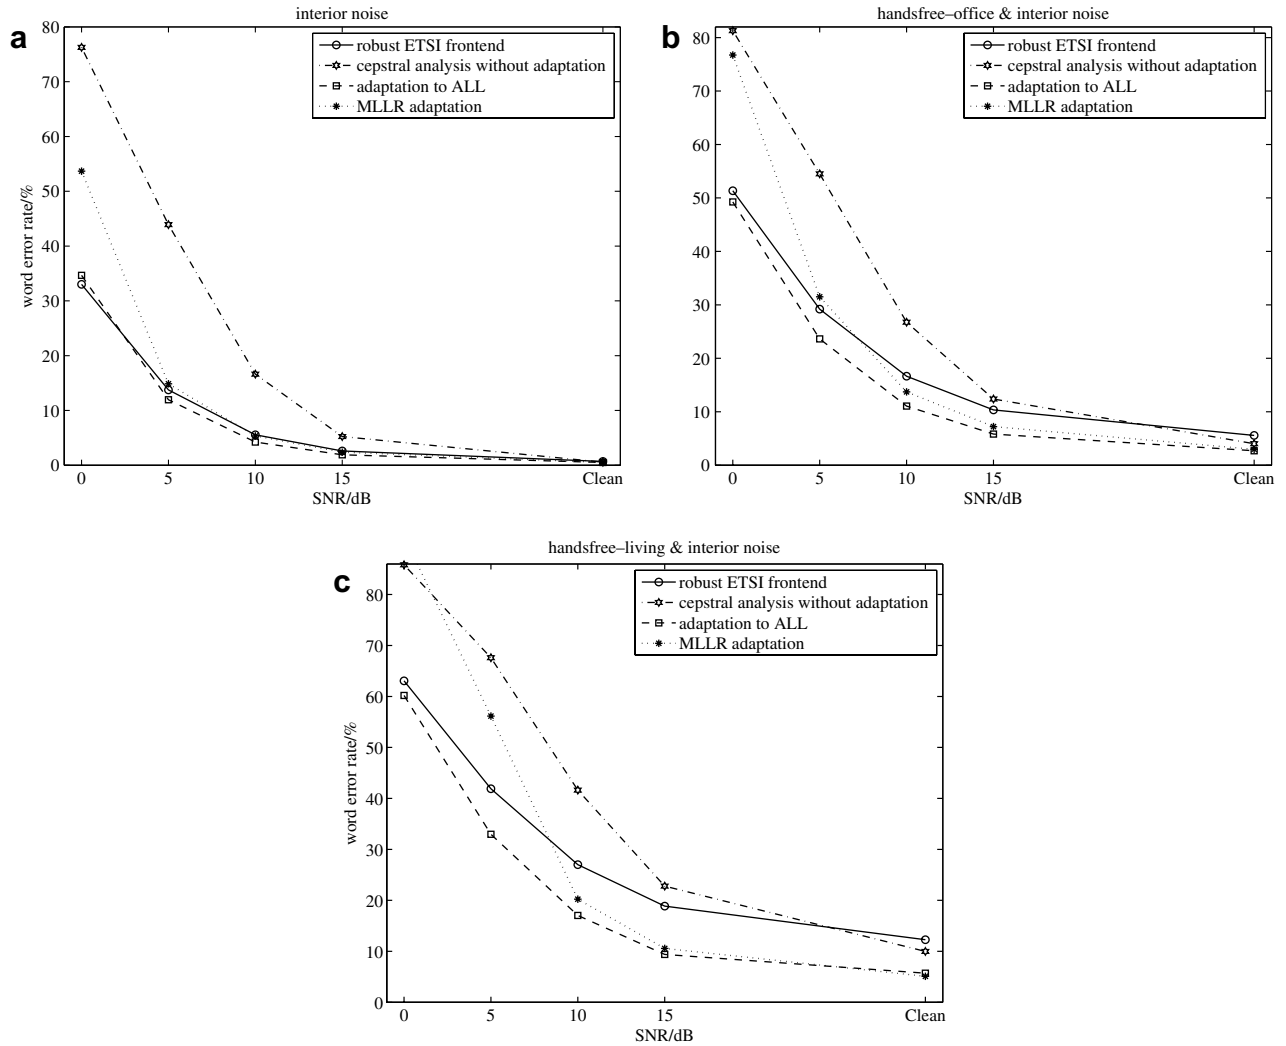 a
interior noise
80
70
60
50
40
30
20
10
0
word error rate/%
robust ETSI frontend
cepstral analysis without adaptation
adaptation to ALL
MLLR adaptation
0 5 10 15 Clean
SNR/dB
b
handsfree–office & interior noise
80
70
60
50
40
30
20
10
0
robust ETSI frontend
cepstral analysis without adaptation
adaptation to ALL
MLLR adaptation
0 5 10 15 Clean
SNR/dB
c
handsfree–living & interior noise
80
70
60
50
40
30
20
10
0
word error rate/%
robust ETSI frontend
cepstral analysis without adaptation
adaptation to ALL
MLLR adaptation
0 5 10 15 Clean
SNR/dB